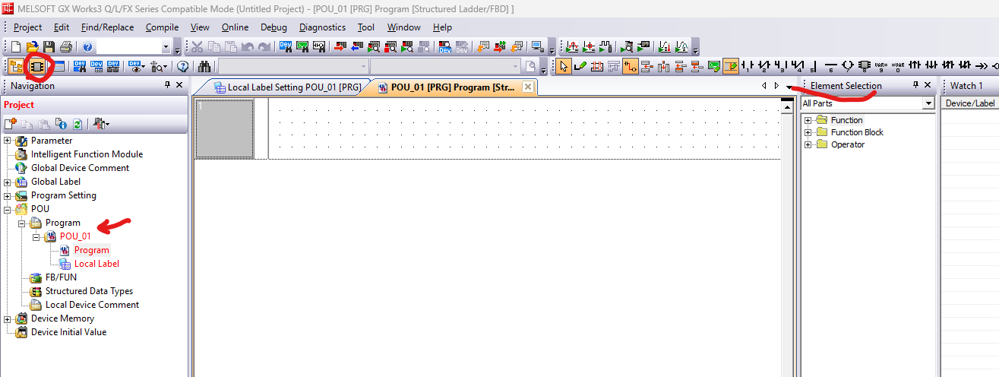 MELSOFT GX Works3 Q/L/FX Series Compatible Mode (Untitled Project) - [POU_01 [PRG] Program [Structured Ladder/FBD] ]
Project Edit Find/Replace Compile View Online Debug Diagnostics Tool Window Help
Navigation
Local Label Setting POU_01 [PRG]
POU_01 [PRG] Program [Str...
Element Selection
Watch 1
Project
All Parts
Device/Label
Parameter
Intelligent Function Module
Global Device Comment
Global Label
Program Setting
POU
Program
POU_01
Program
Local Label
FB/FUN
Structured Data Types
Local Device Comment
Device Memory
Device Initial Value
1
Function
Function Block
Operator